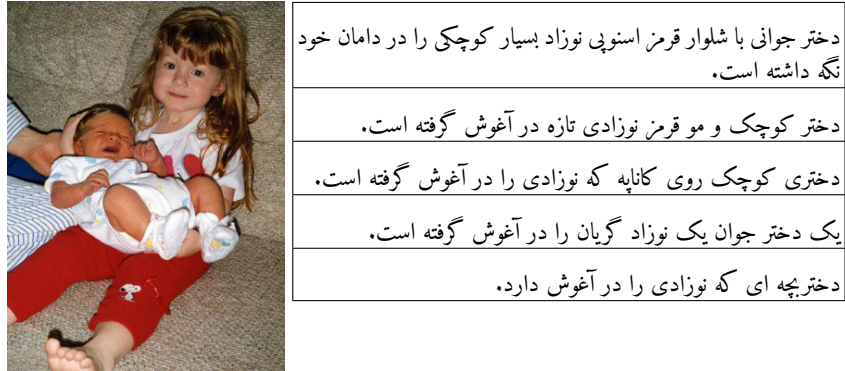 دختر جوانی با شلوار قرمز اسنوپی نوزاد بسیار کوچکی را در دامان خود
نگه داشته است.
دختر کوچک و مو قرمز نوزادی تازه در آغوش گرفته است.
دختری کوچک روی کاناپه که نوزادی را در آغوش گرفته است.
یک دختر جوان یک نوزاد گریان را در آغوش گرفته است.
دختربچه ای که نوزادی را در آغوش دارد.